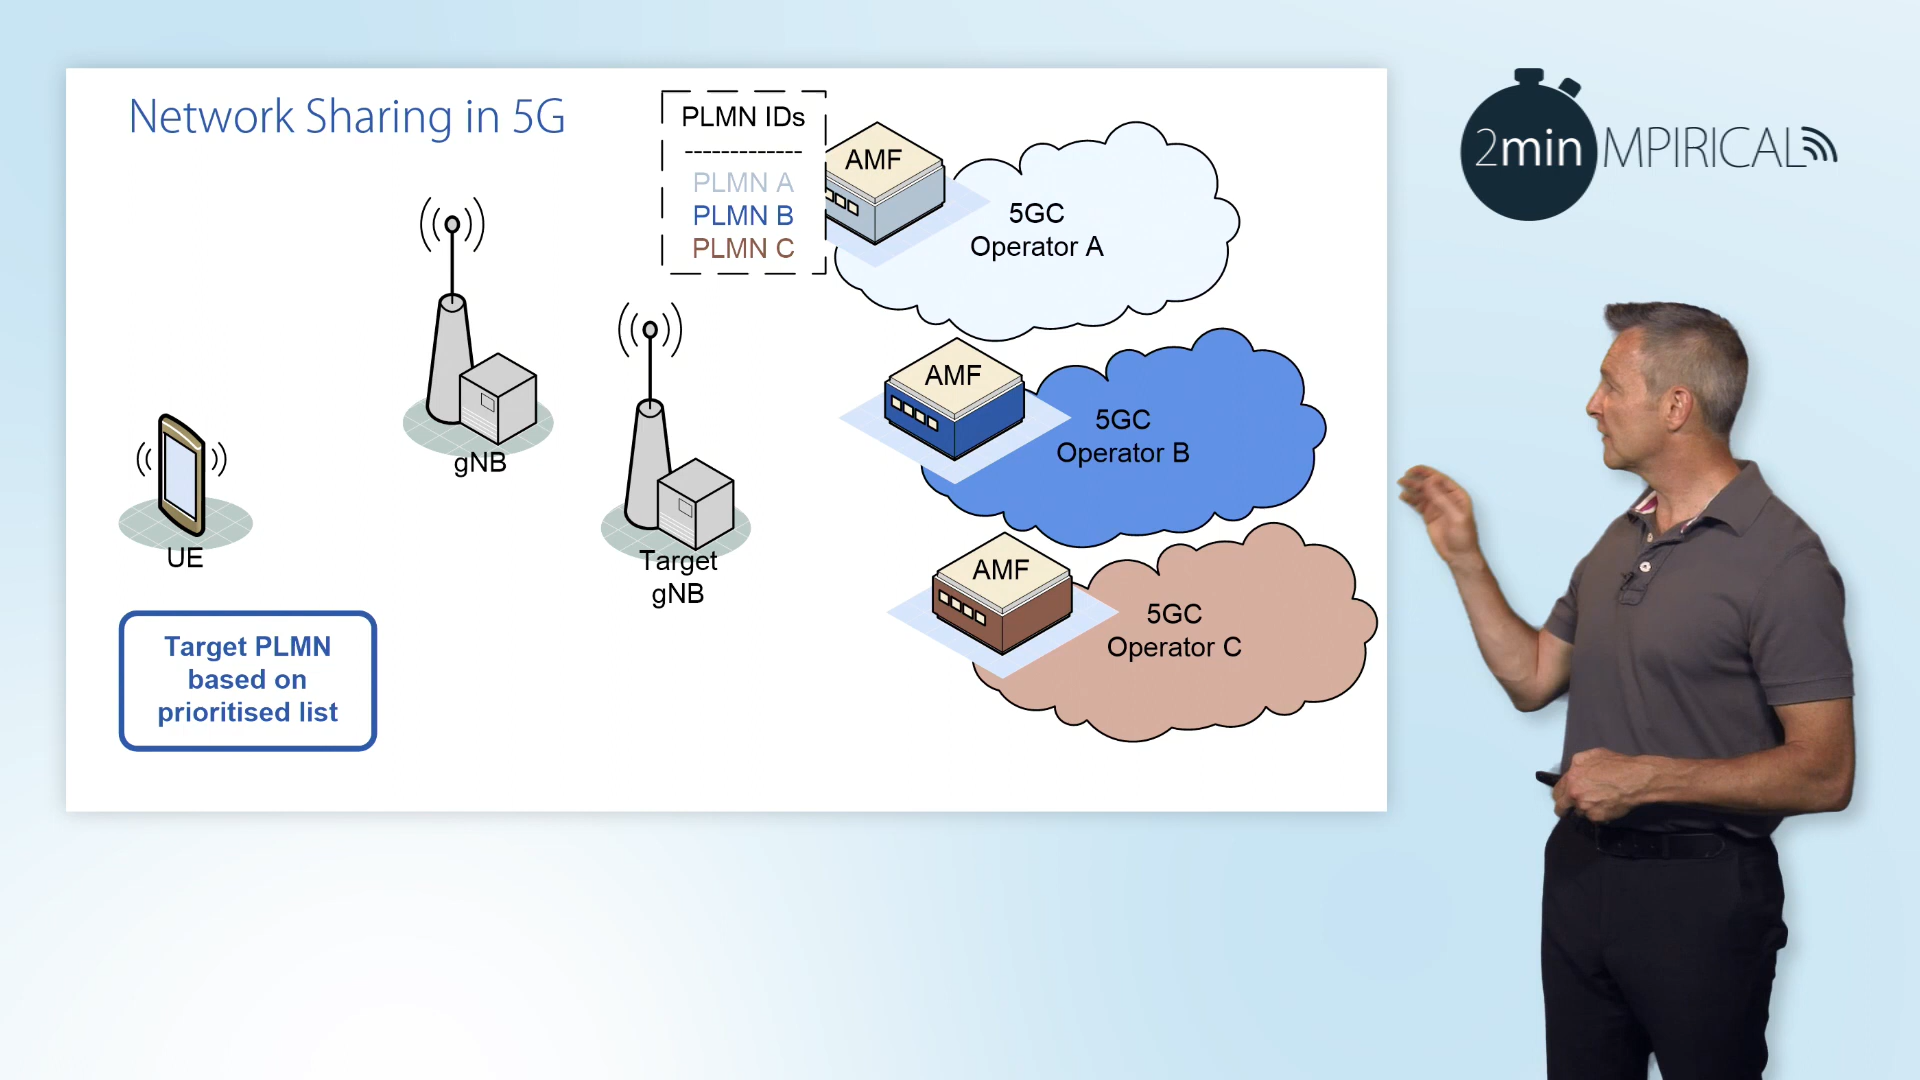 Network Sharing in 5G
PLMN IDs
-------------
PLMN A
PLMN B
PLMN C
AMF
5GC
Operator A
AMF
5GC
Operator B
AMF
5GC
Operator C
gNB
Target
gNB
UE
Target PLMN
based on
prioritised list
2min MPIRICAL